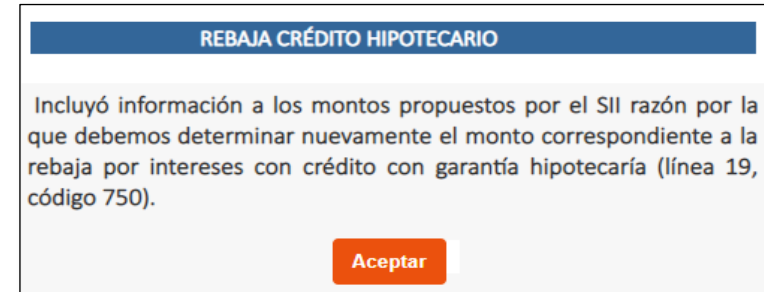 REBAJA CRÉDITO HIPOTECARIO
Incluyó información a los montos propuestos por el SII razón por la
que debemos determinar nuevamente el monto correspondiente a la
rebaja por intereses con crédito con garantía hipotecaría (línea 19,
código 750).
Aceptar